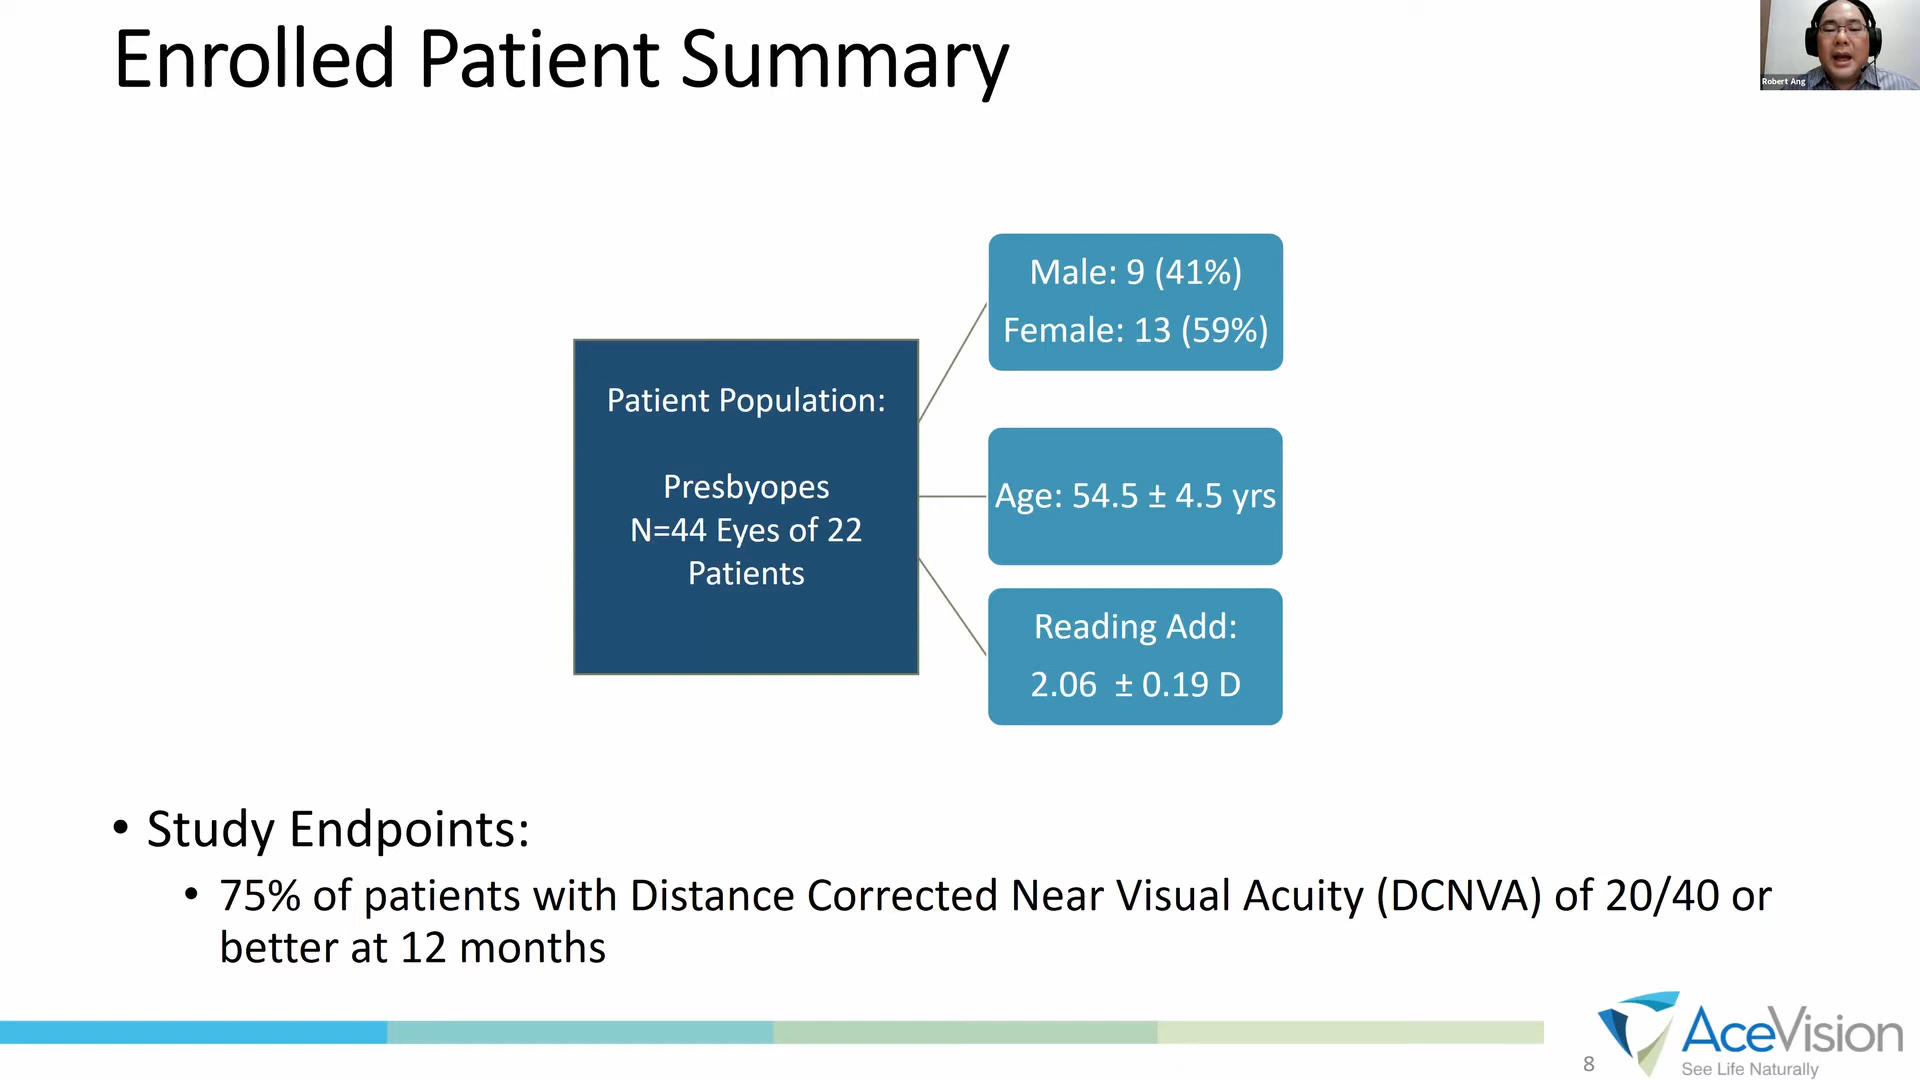 Enrolled Patient Summary
Robert Ang
Male: 9 (41%)
Female: 13 (59%)
Patient Population:
Presbyopes
N=44 Eyes of 22
Patients
Age: 54.5 ± 4.5 yrs
Reading Add:
2.06 ± 0.19 D
• Study Endpoints:
• 75% of patients with Distance Corrected Near Visual Acuity (DCNVA) of 20/40 or
better at 12 months
8
AceVision
See Life Naturally